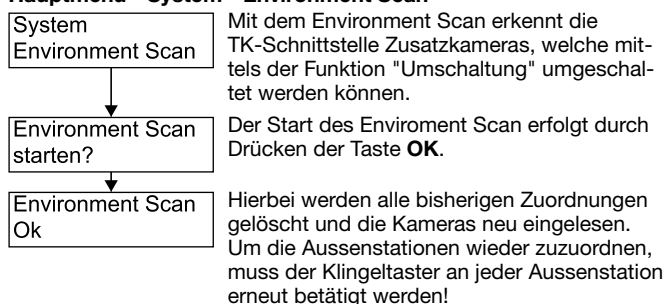 Hauptmenü - System - Environment Scan
System
Environment Scan
Mit dem Environment Scan erkennt die
TK-Schnittstelle Zusatzkameras, welche mit-
tels der Funktion "Umschaltung" umgeschal-
tet werden können.
Environment Scan
starten?
Der Start des Enviroment Scan erfolgt durch
Drücken der Taste OK.
Environment Scan
Ok
Hierbei werden alle bisherigen Zuordnungen
gelöscht und die Kameras neu eingelesen.
Um die Aussenstationen wieder zuzuordnen,
muss der Klingeltaster an jeder Aussenstation
erneut betätigt werden!